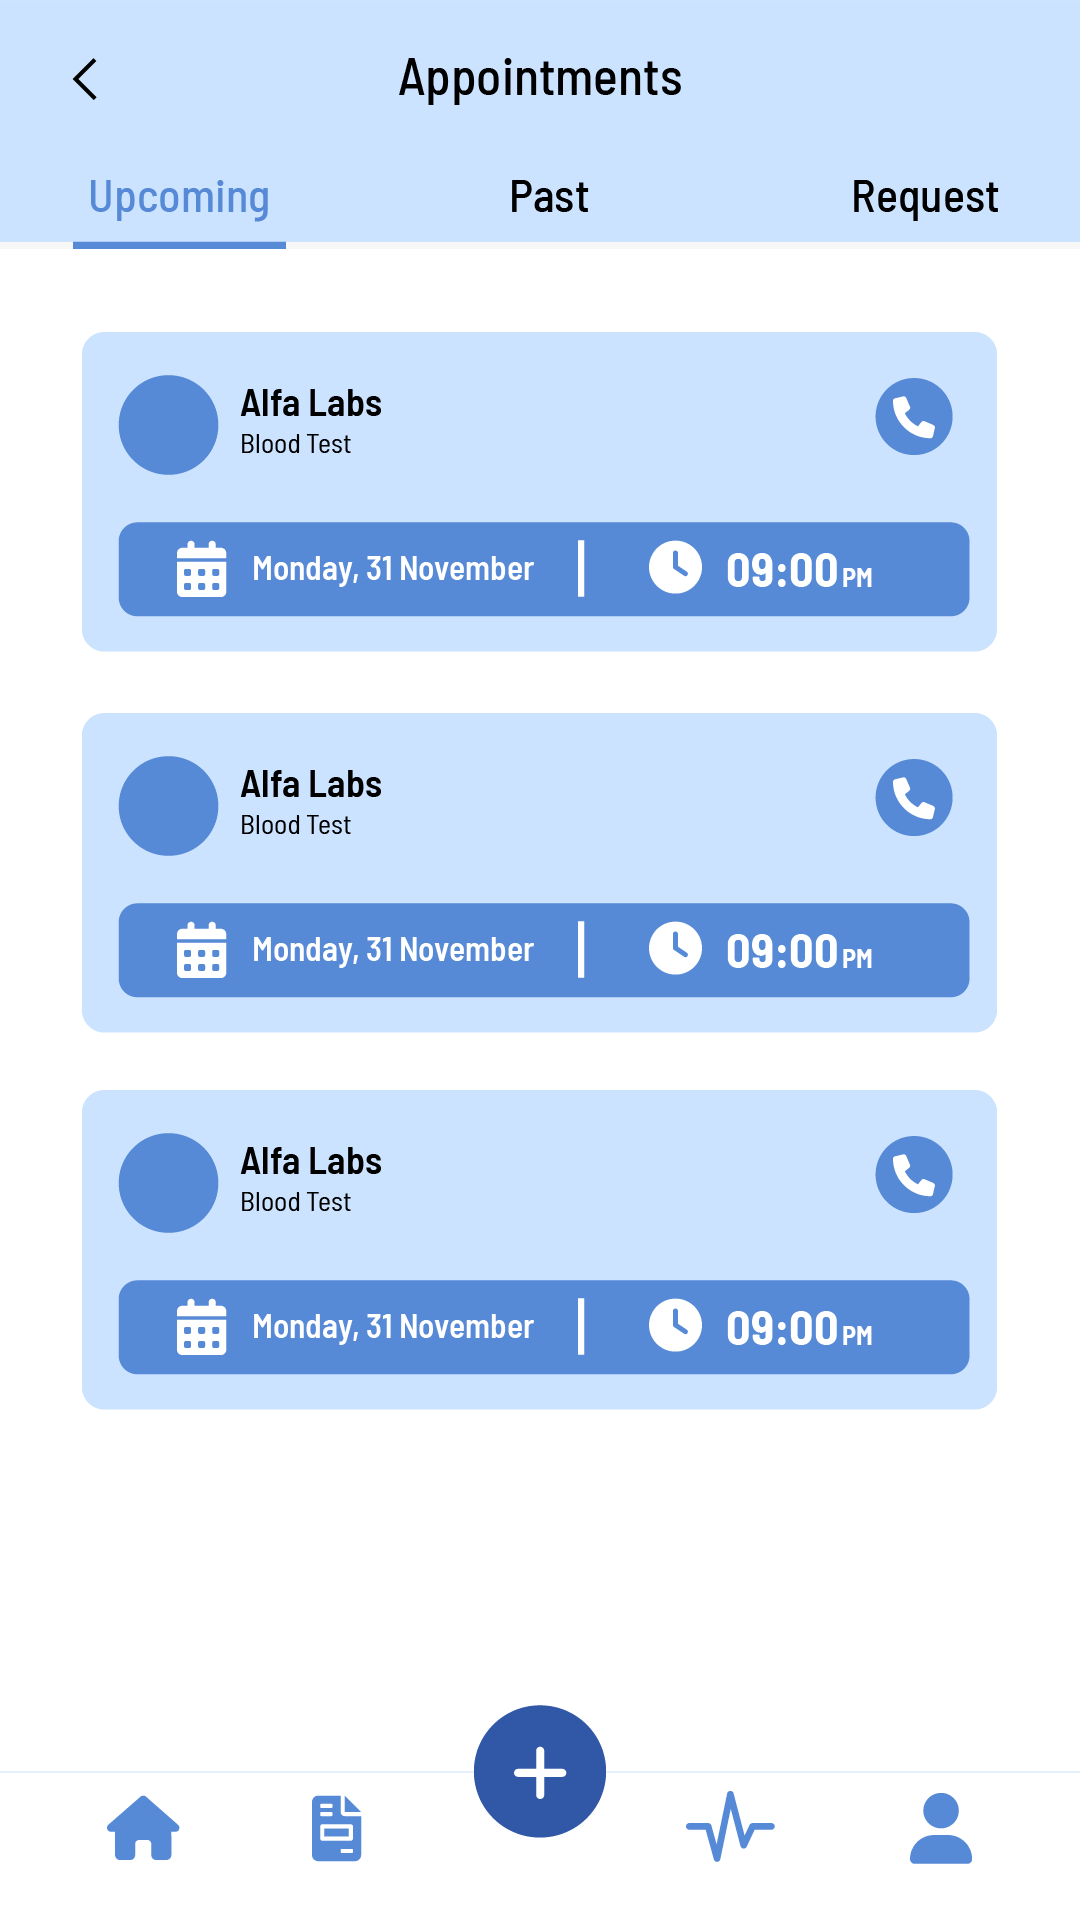 Appointments
Upcoming Past Request
Alfa Labs
Blood Test
Monday, 31 November 09:00 PM
Alfa Labs
Blood Test
Monday, 31 November 09:00 PM
Alfa Labs
Blood Test
Monday, 31 November 09:00 PM